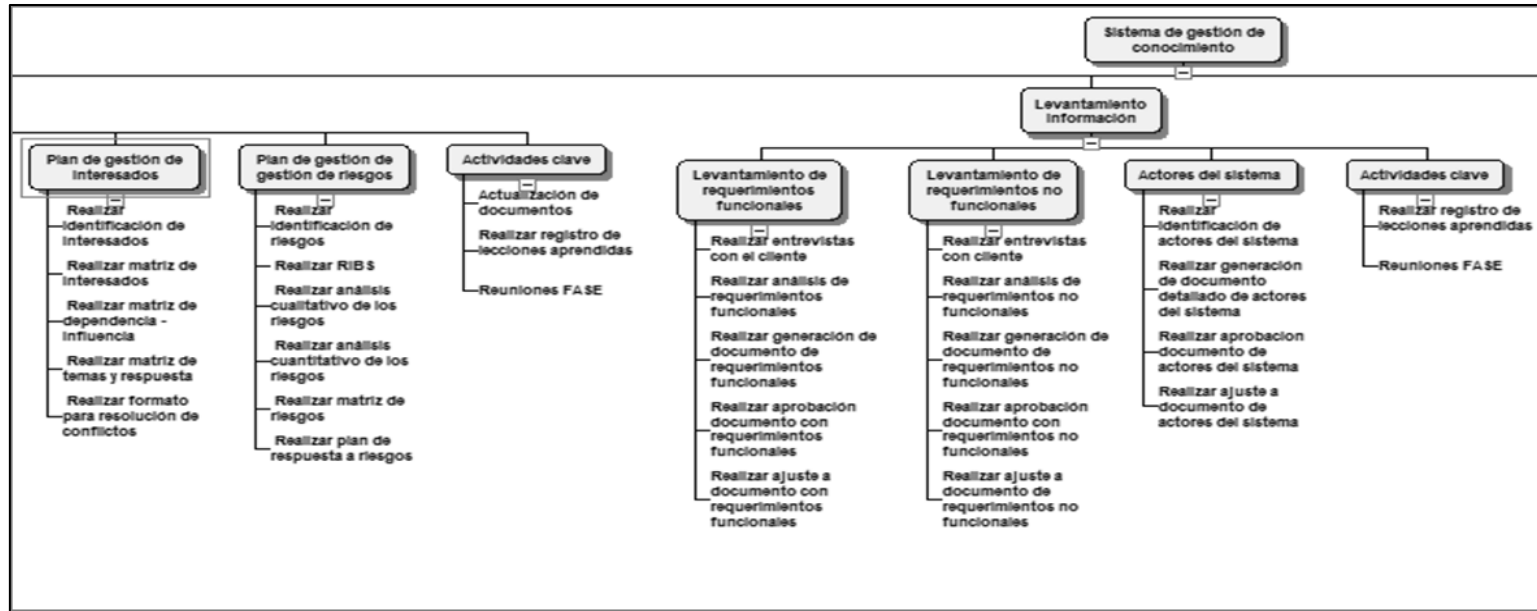 Sistema de gestión de
conocimiento
Levantamiento
información
Plan de gestión de
interesados
Realizar
identificación de
interesados
Realizar matriz de
interesados
Realizar matriz de
dependencia -
influencia
Realizar matriz de
temas y respuesta
Realizar formato
para resolución de
conflictos
Plan de gestión de
gestión de riesgos
Realizar
identificación de
riesgos
Realizar RIBS
Realizar análisis
cualitativo de los
riesgos
Realizar análisis
cuantitativo de los
riesgos
Realizar matriz de
riesgos
Realizar plan de
respuesta a riesgos
Actividades clave
Actualización de
documentos
Realizar registro de
lecciones aprendidas
Reuniones FASE
Levantamiento de
requerimientos
funcionales
Realizar entrevistas
con el cliente
Realizar análisis de
requerimientos
funcionales
Realizar generación de
documento de
requerimientos
funcionales
Realizar aprobación
documento con
requerimientos
funcionales
Realizar ajuste a
documento con
requerimientos
funcionales
Levantamiento de
requerimientos no
funcionales
Realizar entrevistas
con cliente
Realizar análisis de
requerimientos no
funcionales
Realizar generación de
documento de
requerimientos no
funcionales
Realizar aprobación
documento con
requerimientos no
funcionales
Realizar ajuste a
documento de
requerimientos no
funcionales
Actores del sistema
Realizar
identificación de
actores del sistema
Realizar generación
de documento
detallado de actores
del sistema
Realizar aprobacion
documento de
actores del sistema
Realizar ajuste a
documento de
actores del sistema
Actividades clave
Realizar registro de
lecciones aprendidas
Reuniones FASE